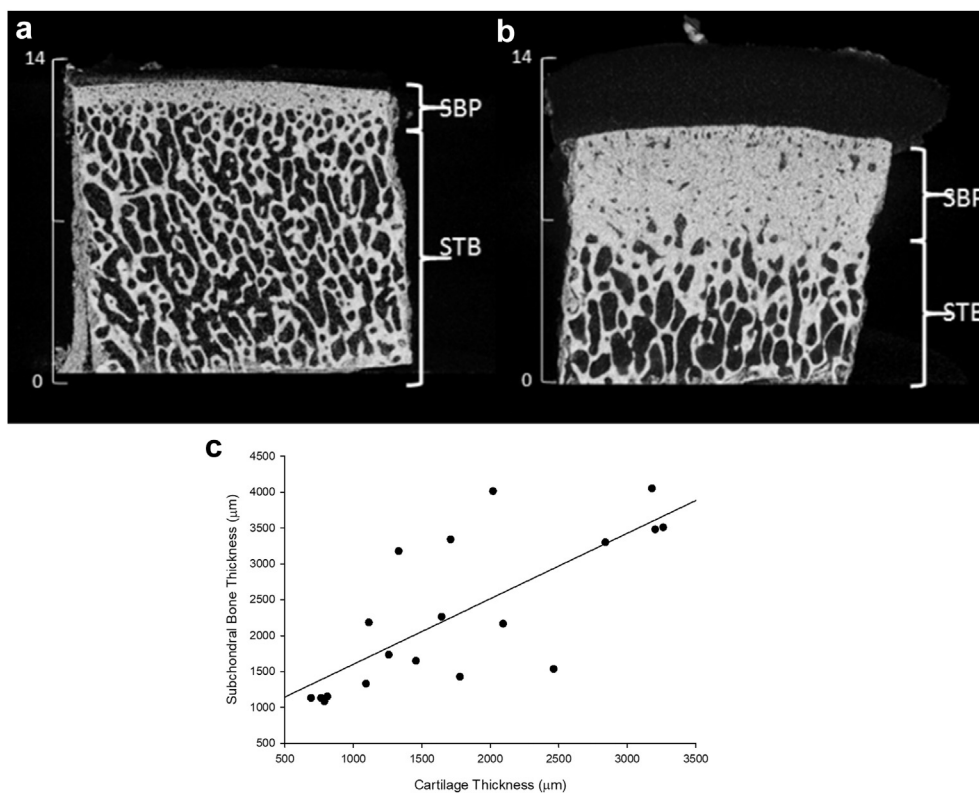 a
14
SBP
STB
0
b
14
SBP
STB
0
c
4500
4000
3500
3000
2500
2000
1500
1000
500
Subchondral Bone Thickness (μm)
500 1000 1500 2000 2500 3000 3500
Cartilage Thickness (μm)